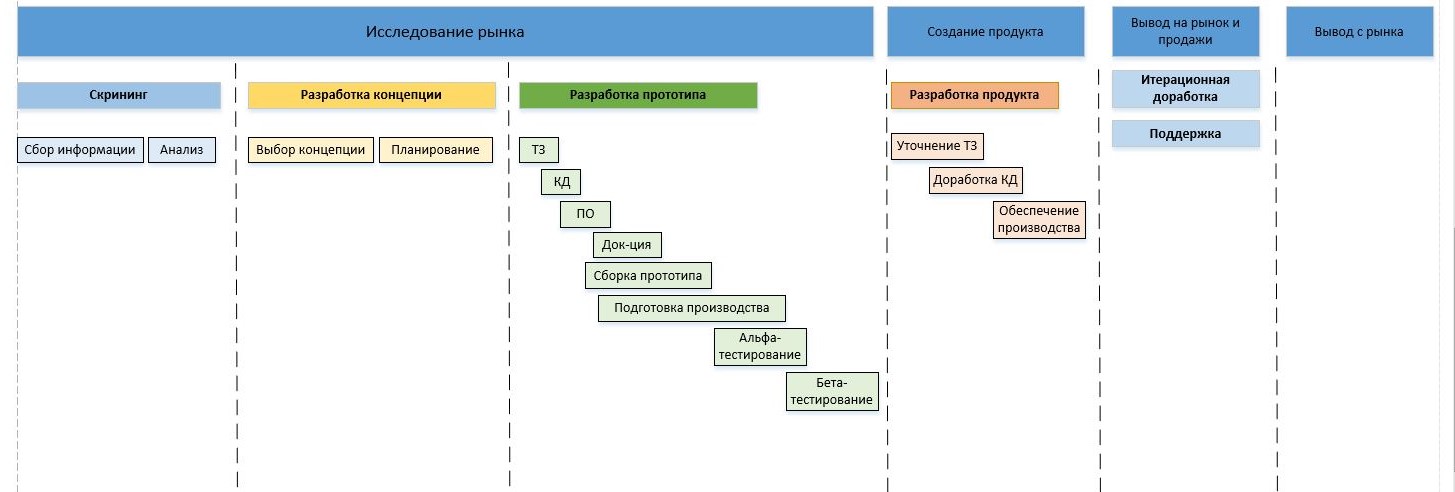 Исследование рынка
Создание продукта
Вывод на рынок и
продажи
Вывод с рынка
Скрининг
Разработка концепции
Разработка прототипа
Разработка продукта
Итерационная
доработка
Поддержка
Сбор информации
Анализ
Выбор концепции
Планирование
ТЗ
КД
ПО
Док-ция
Сборка прототипа
Подготовка производства
Альфа-
тестирование
Бета-
тестирование
Уточнение ТЗ
Доработка КД
Обеспечение
производства